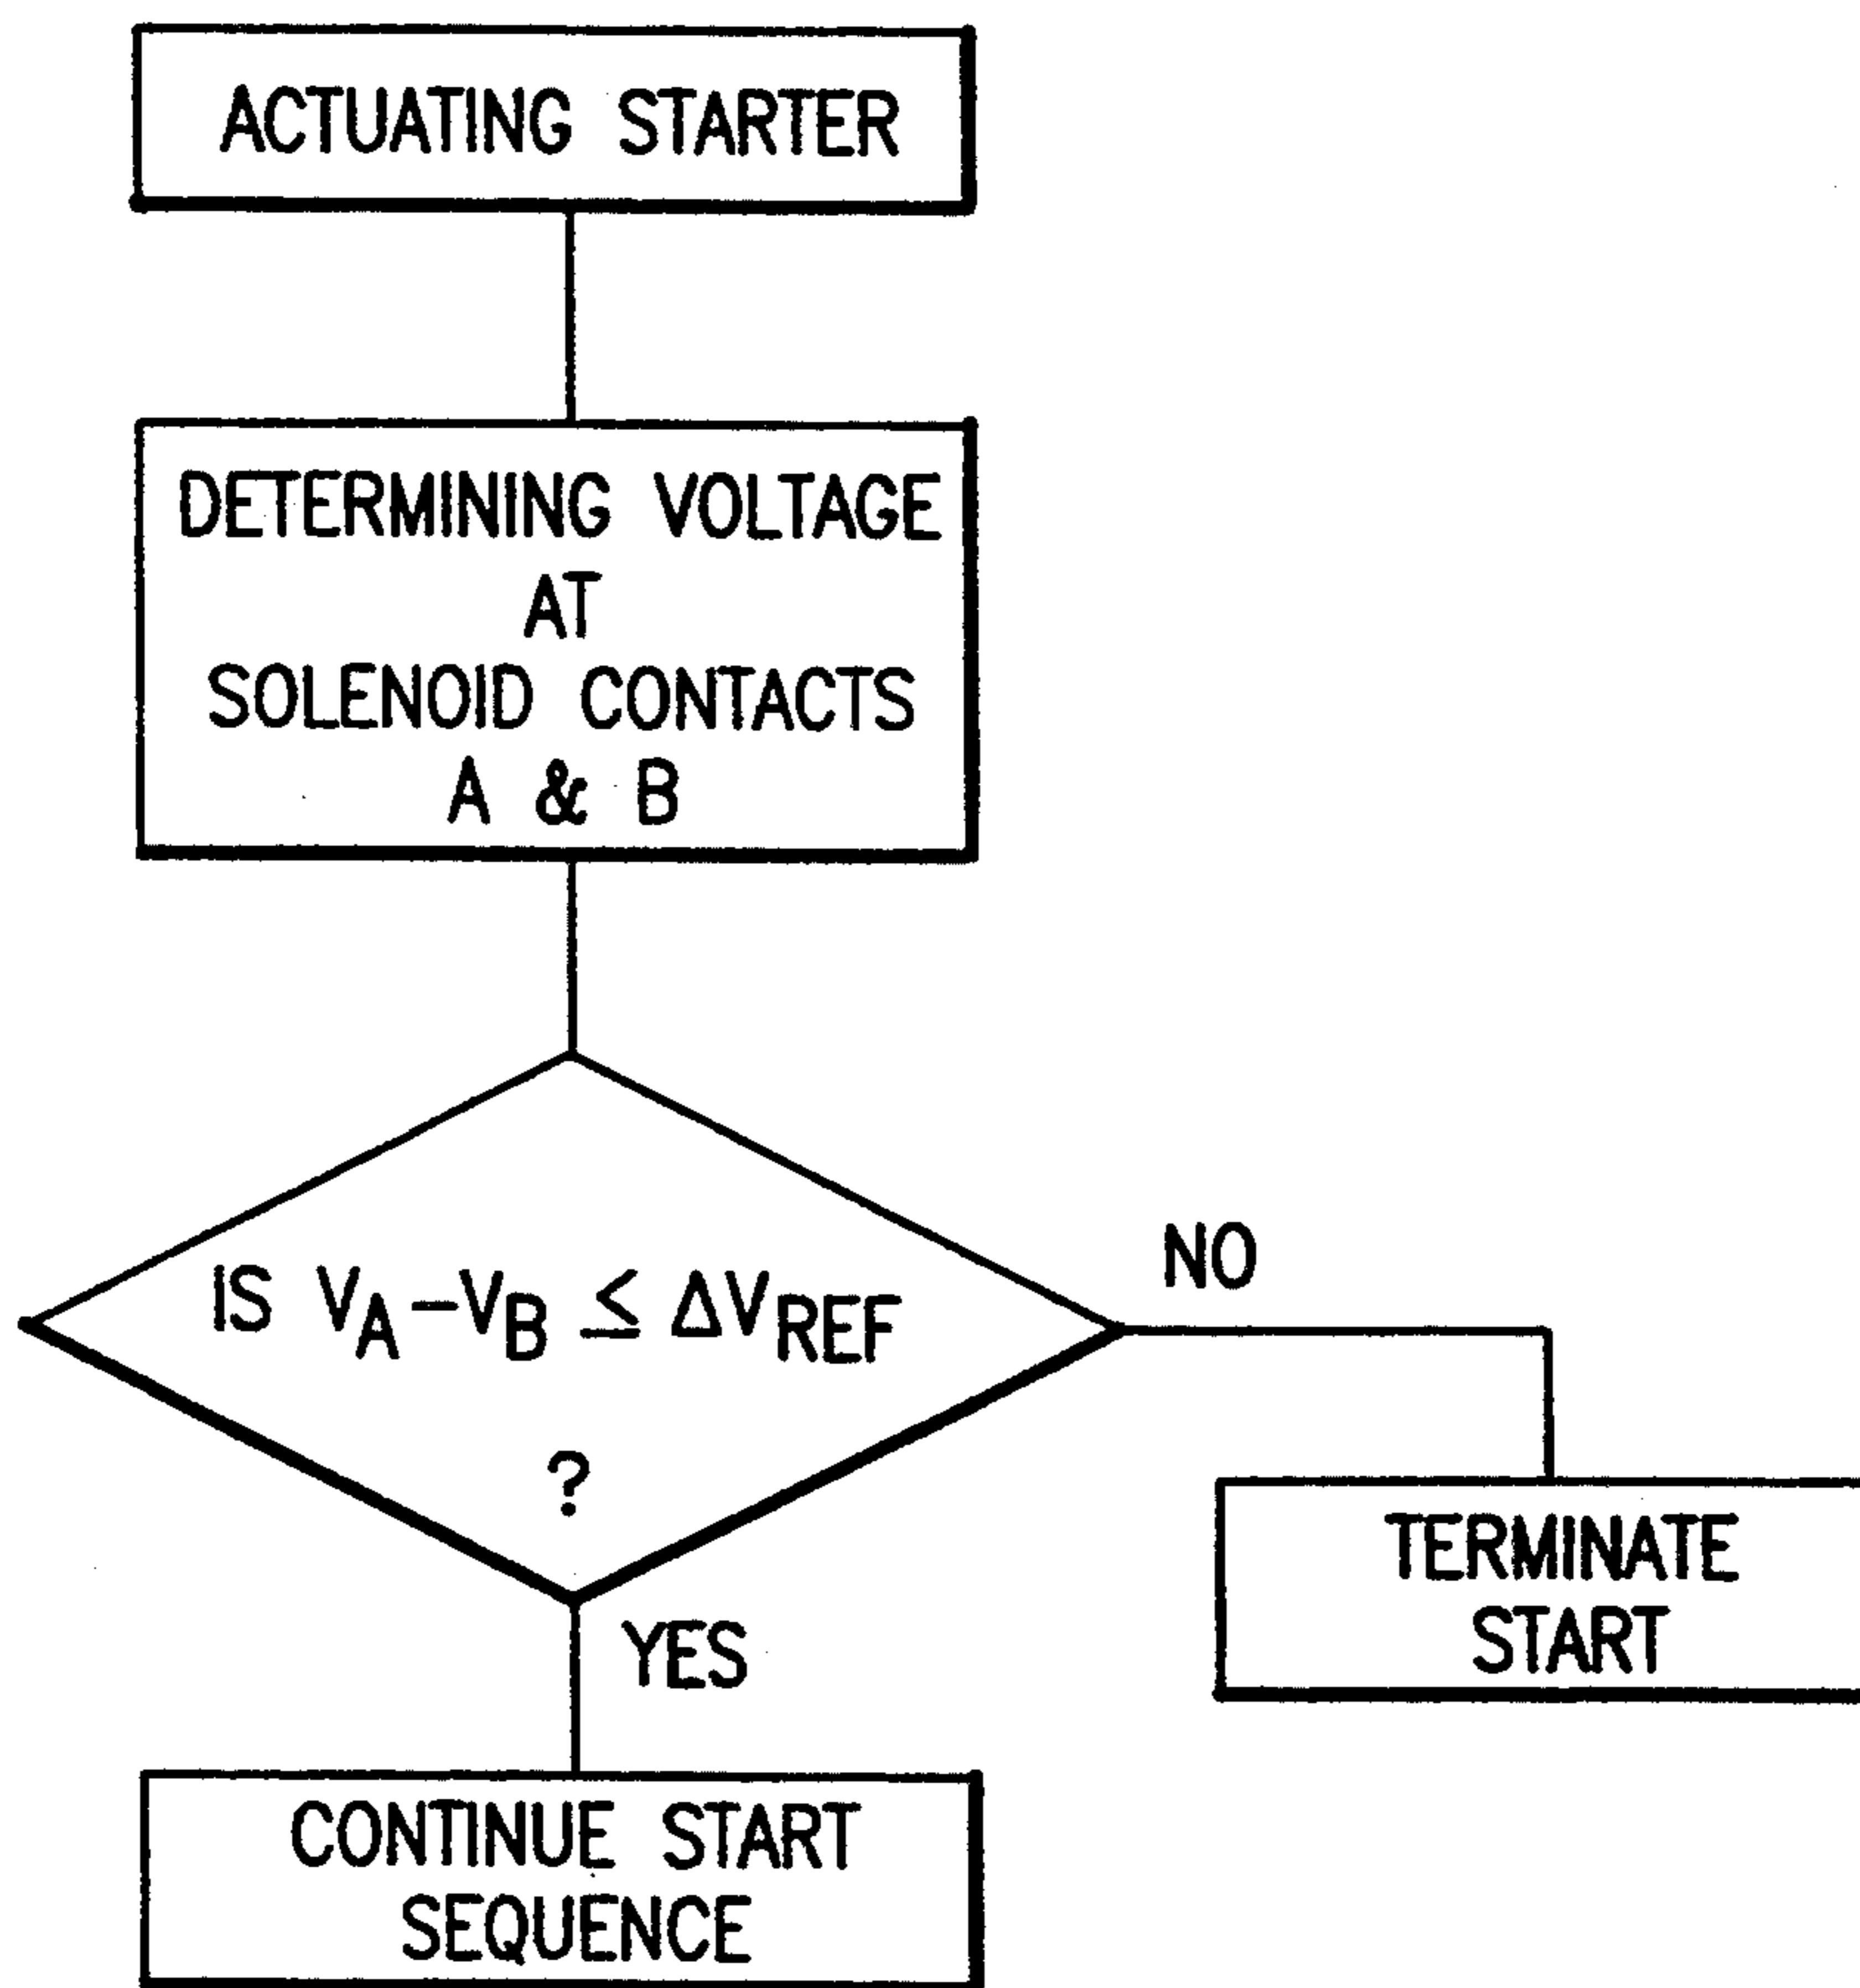 ACTUATING STARTER
DETERMINING VOLTAGE
AT
SOLENOID CONTACTS
A & B
IS VA-VB ≤ ΔVREF
?
NO
YES
TERMINATE
START
CONTINUE START
SEQUENCE